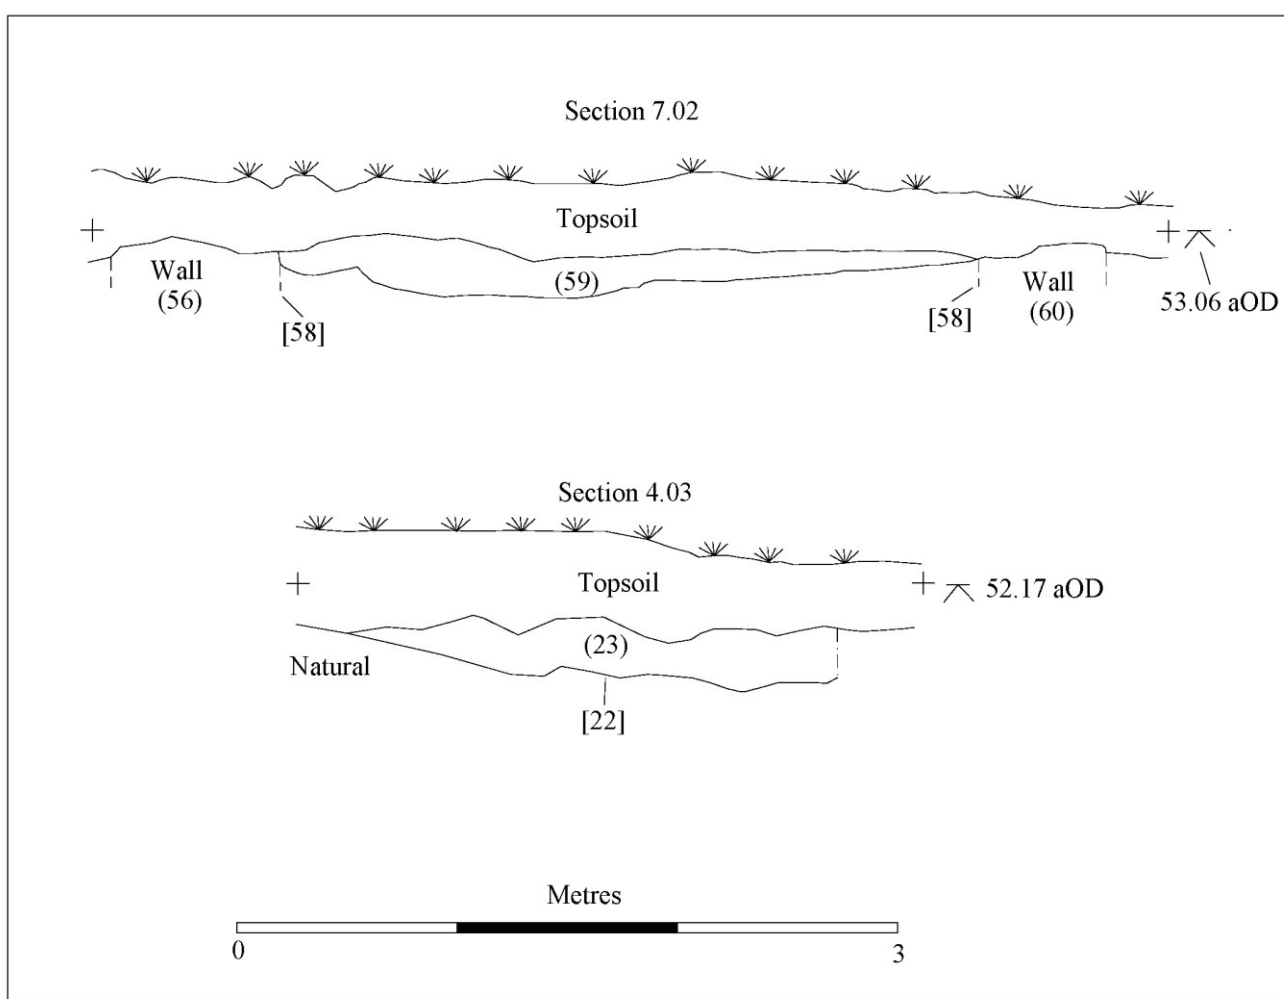 Section 7.02
Topsoil
Wall
(56)
(59)
Wall
(60)
[58]
[58]
53.06 aOD
Section 4.03
Topsoil
52.17 aOD
(23)
Natural
[22]
Metres
0
3